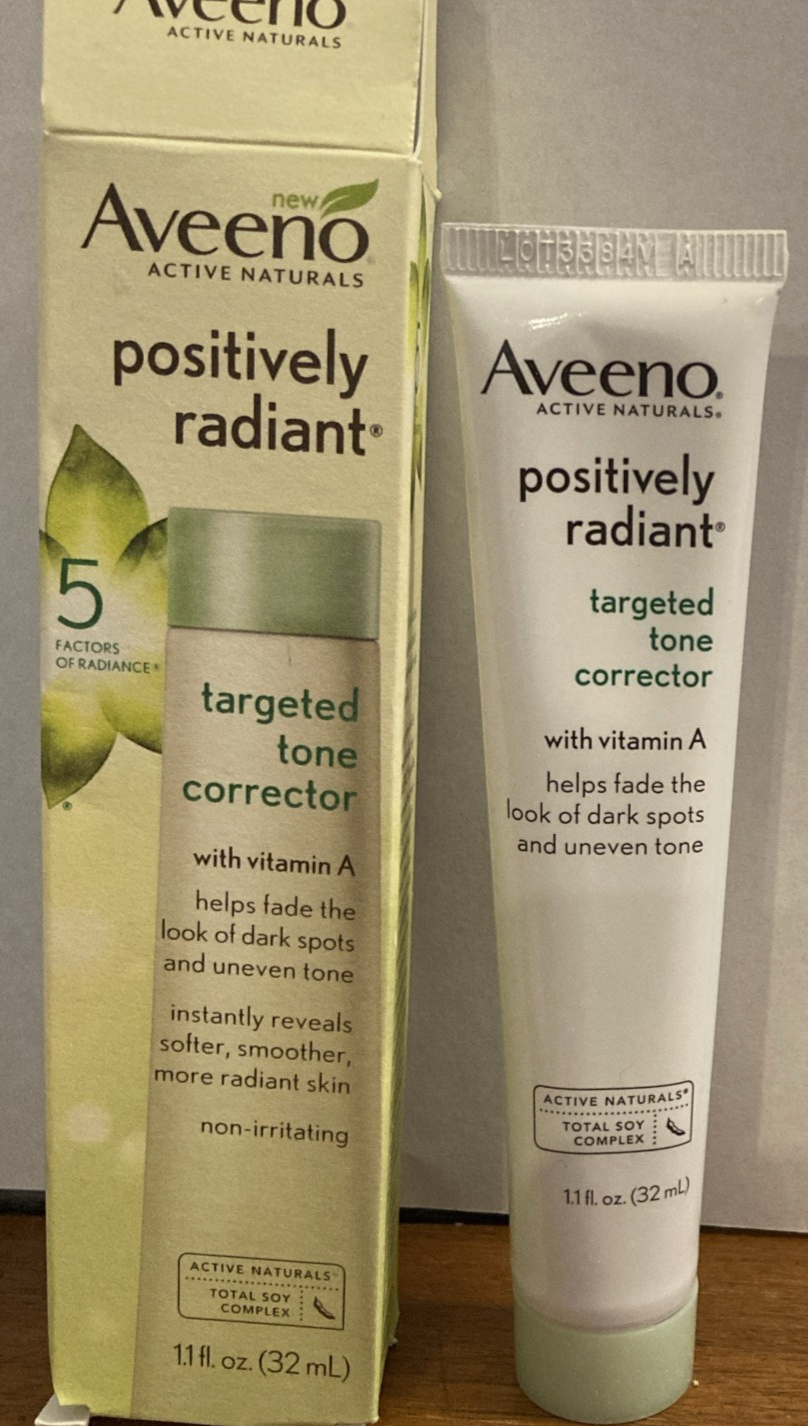 Aveeno
ACTIVE NATURALS
new
Aveeno®
ACTIVE NATURALS
positively
radiant®
5
FACTORS
OF RADIANCE®
targeted
tone
corrector
with vitamin A
helps fade the
look of dark spots
and uneven tone
instantly reveals
softer, smoother,
more radiant skin
non-irritating
ACTIVE NATURALS®
TOTAL SOY
COMPLEX
1.1 fl. oz. (32 mL)
Aveeno®
ACTIVE NATURALS®
positively
radiant®
targeted
tone
corrector
with vitamin A
helps fade the
look of dark spots
and uneven tone
ACTIVE NATURALS®
TOTAL SOY
COMPLEX
1.1 fl. oz. (32 mL)